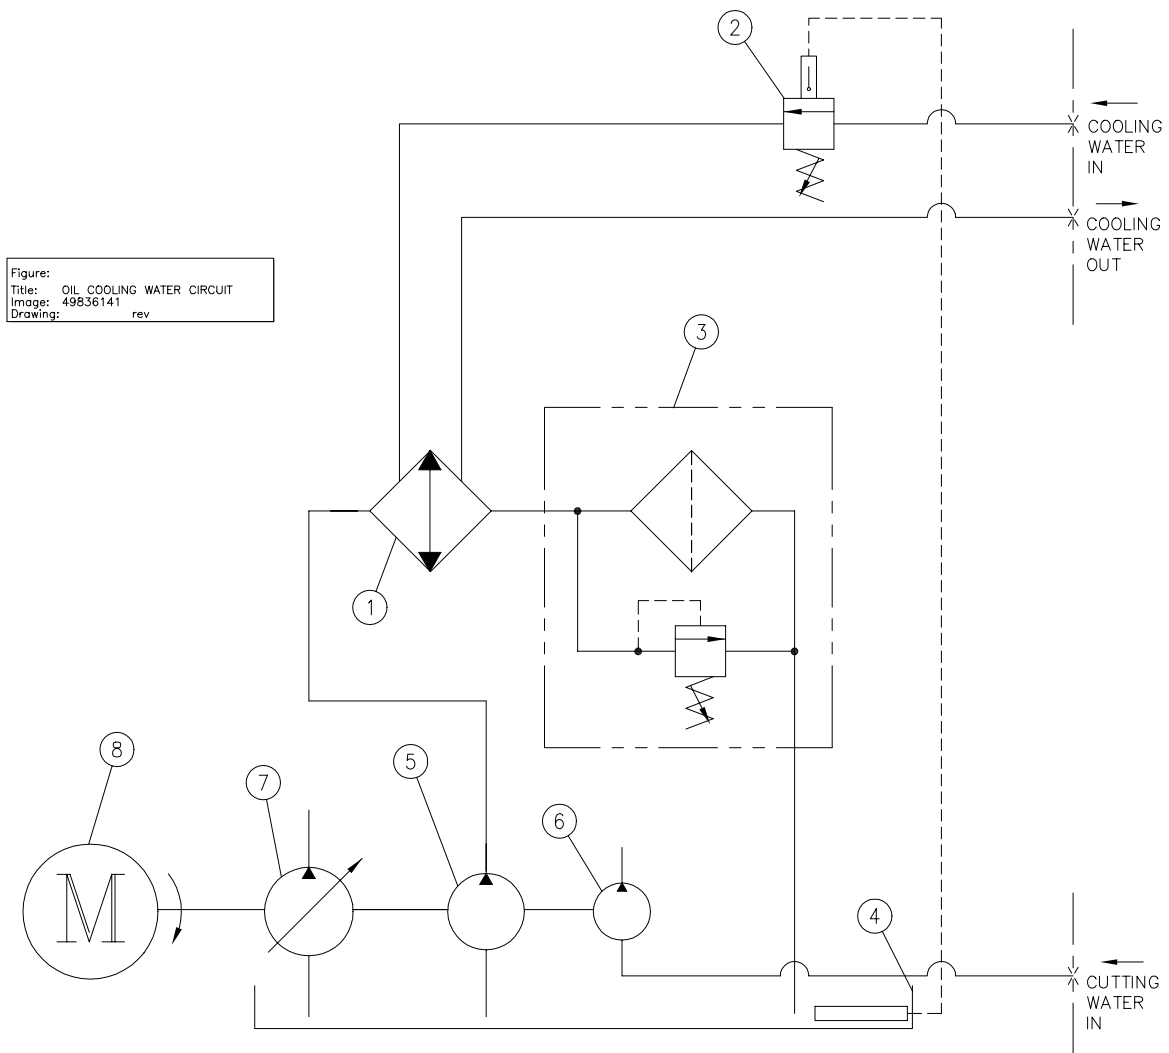 2
COOLING
WATER
IN
COOLING
WATER
OUT
Figure:
Title: OIL COOLING WATER CIRCUIT
Image: 49836141
Drawing: rev
3
1
8
7
5
6
M
4
CUTTING
WATER
IN